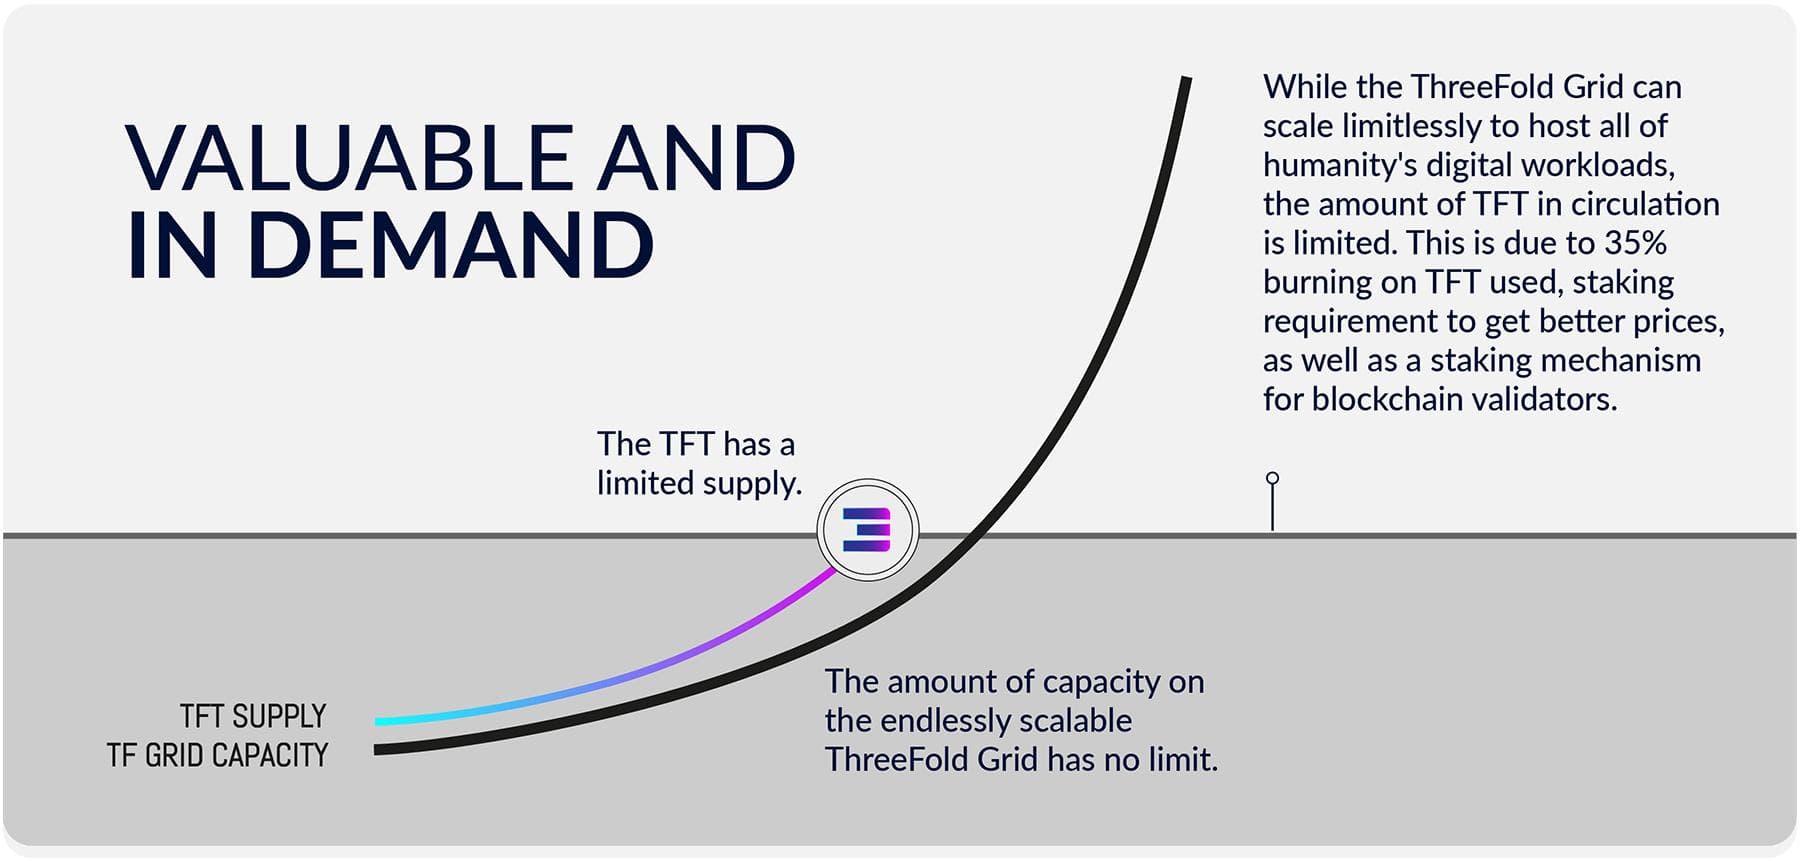 VALUABLE AND
IN DEMAND
While the ThreeFold Grid can
scale limitlessly to host all of
humanity's digital workloads,
the amount of TFT in circulation
is limited. This is due to 35%
burning on TFT used, staking
requirement to get better prices,
as well as a staking mechanism
for blockchain validators.
The TFT has a
limited supply.
TFT SUPPLY
TF GRID CAPACITY
The amount of capacity on
the endlessly scalable
ThreeFold Grid has no limit.